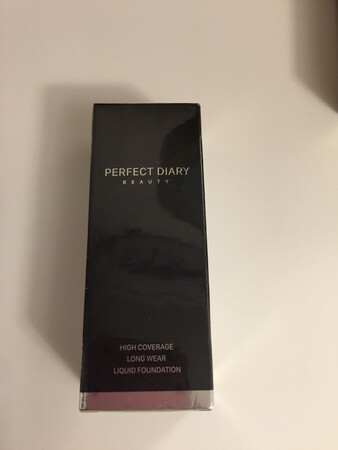 PERFECT DIARY
BEAUTY
HIGH COVERAGE
LONG WEAR
LIQUID FOUNDATION